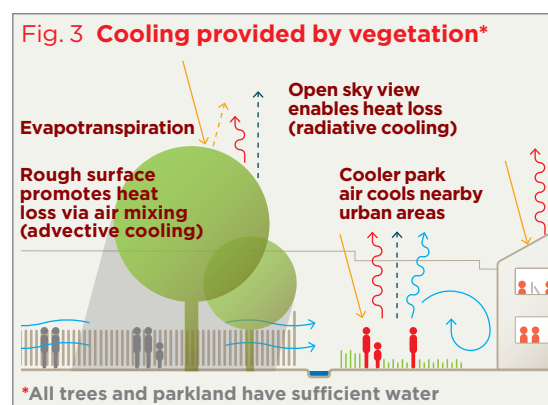 Fig. 3 Cooling provided by vegetation*
Evapotranspiration
Rough surface
promotes heat
loss via air mixing
(advective cooling)
Open sky view
enables heat loss
(radiative cooling)
Cooler park
air cools nearby
urban areas
*All trees and parkland have sufficient water